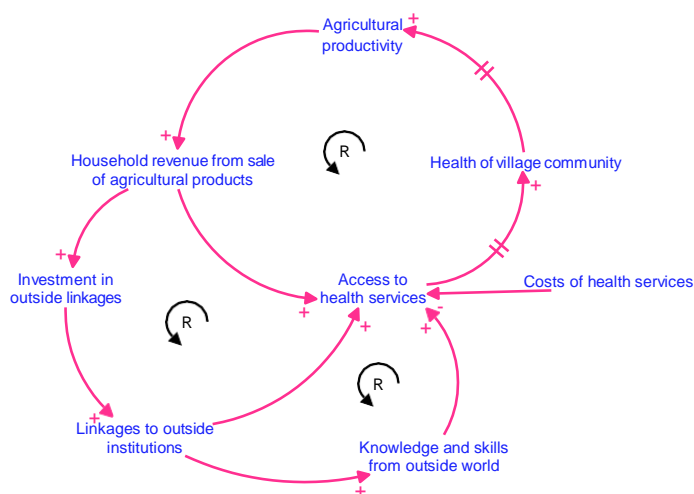 Agricultural
productivity
+
+
Household revenue from sale
of agricultural products
R
Health of village community
+
+
Investment in
outside linkages
Access to
health services
Costs of health services
-
+
+
+
R
R
+
Linkages to outside
institutions
Knowledge and skills
from outside world
+